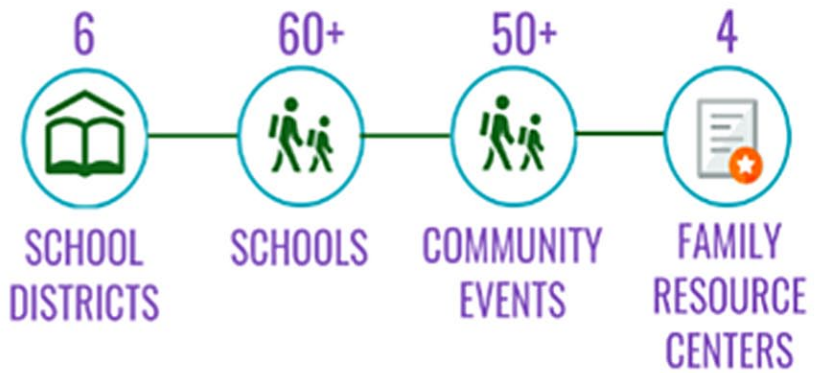 6
SCHOOL
DISTRICTS
60+
SCHOOLS
50+
COMMUNITY
EVENTS
4
FAMILY
RESOURCE
CENTERS